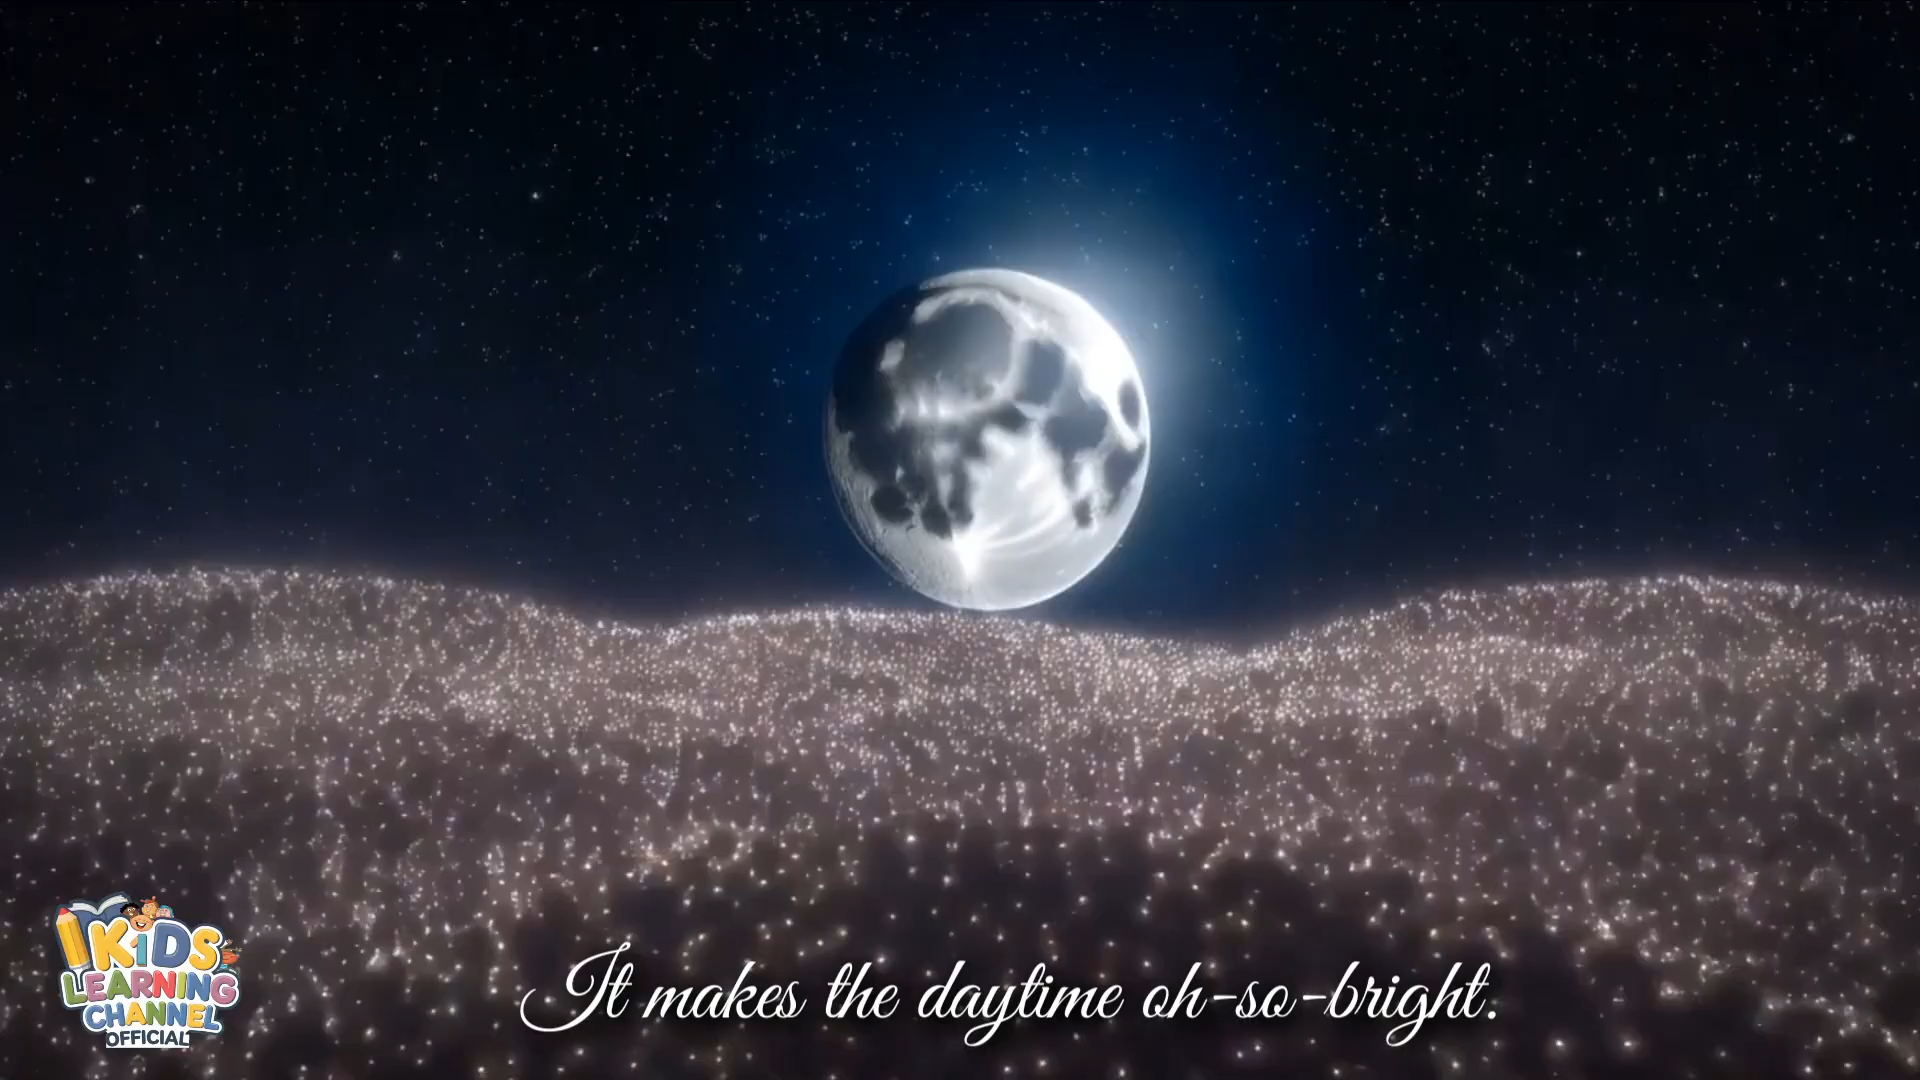 KiDS
LEARNING
CHANNEL
OFFICIAL
It makes the daytime oh-so-bright.